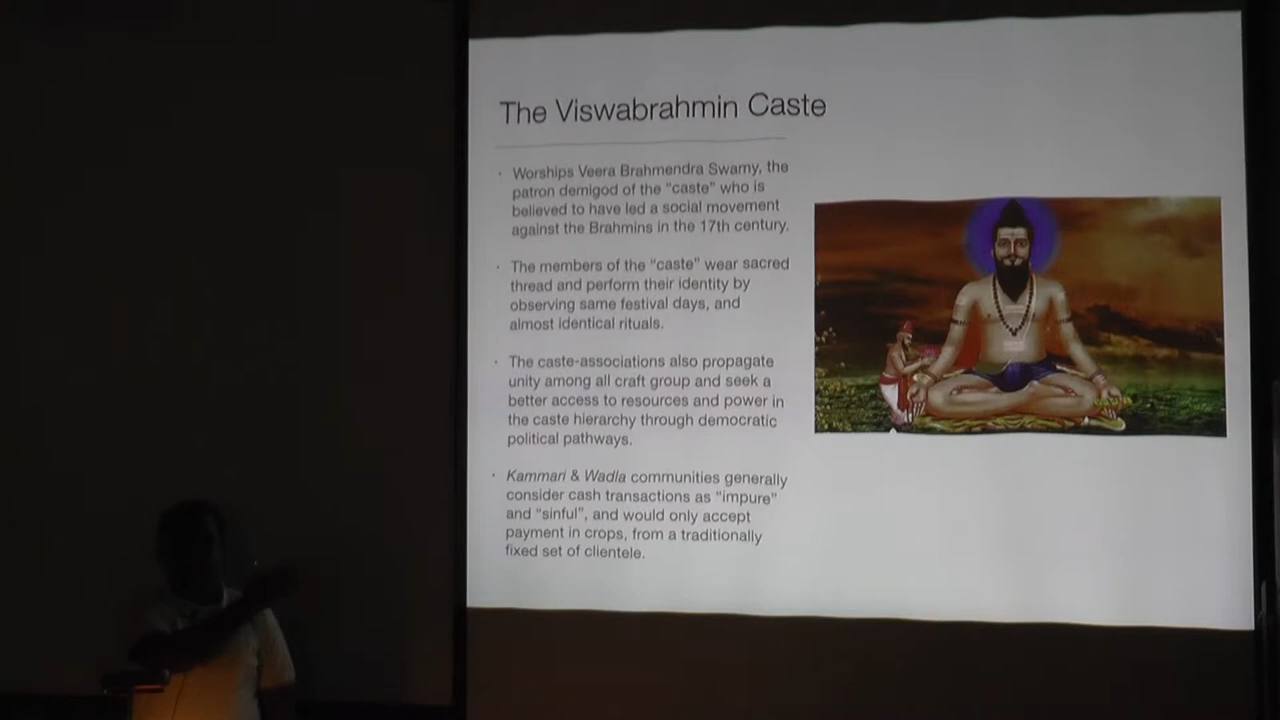 The Viswabrahmin Caste
· Worships Veera Brahmendra Swamy, the
patron demigod of the "caste" who is
believed to have led a social movement
against the Brahmins in the 17th century.
· The members of the "caste" wear sacred
thread and perform their identity by
observing same festival days, and
almost identical rituals.
· The caste-associations also propagate
unity among all craft group and seek a
better access to resources and power in
the caste hierarchy through democratic
political pathways.
· Kammari & Wadla communities generally
consider cash transactions as "impure"
and "sinful", and would only accept
payment in crops, from a traditionally
fixed set of clientele.